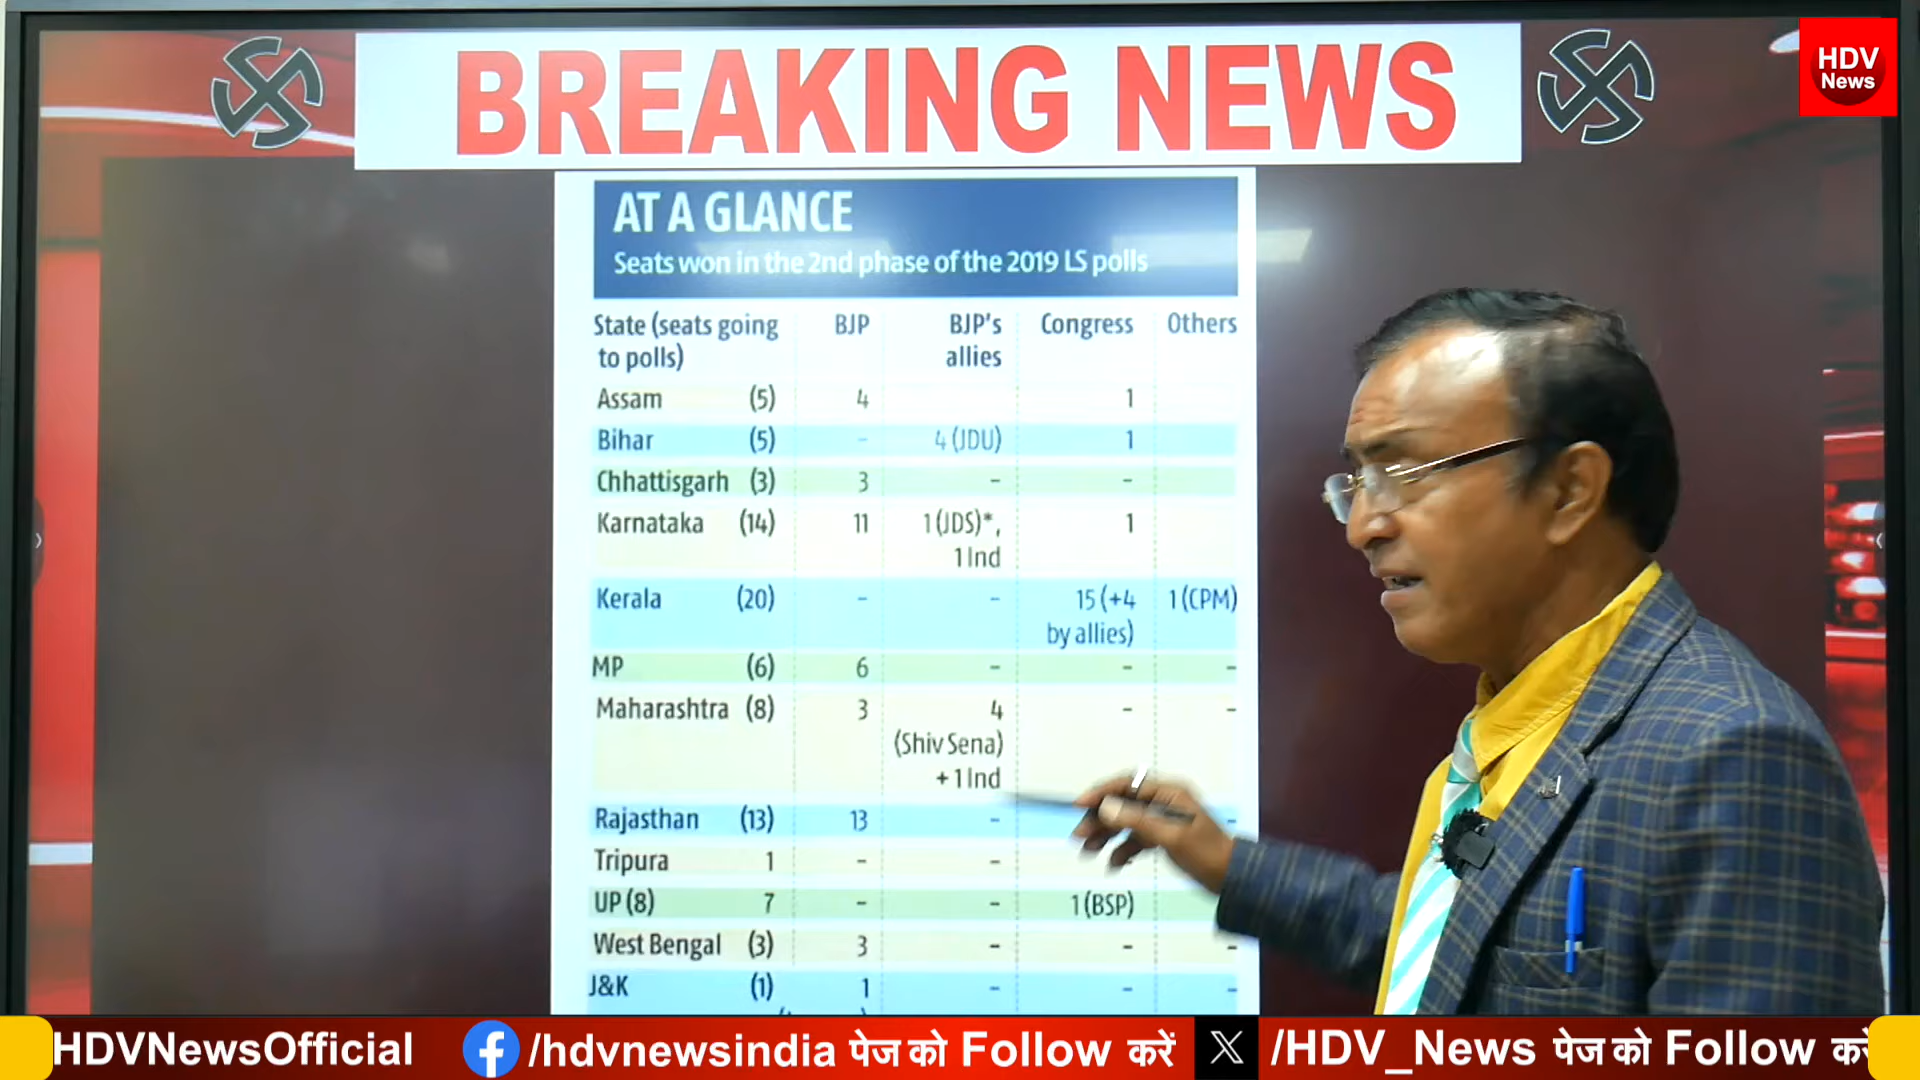 BREAKING NEWS
HDV
News
AT A GLANCE
Seats won in the 2nd phase of the 2019 LS polls
State (seats going to polls) BJP BJP's allies Congress Others
Assam (5) 4 1
Bihar (5) - 4 (JDU) 1
Chhattisgarh (3) 3 - -
Karnataka (14) 11 1 (JDS)*, 1 Ind 1
Kerala (20) - - 15 (+4 by allies) 1 (CPM)
MP (6) 6 - - -
Maharashtra (8) 3 4 (Shiv Sena) + 1 Ind - -
Rajasthan (13) 13 - -
Tripura 1 - -
UP (8) 7 - - 1 (BSP)
West Bengal (3) 3 - - -
J&K (1) 1 - - -
HDVNewsOfficial /hdvnewsindia पेज को Follow करें X /HDV_News पेज को Follow करें